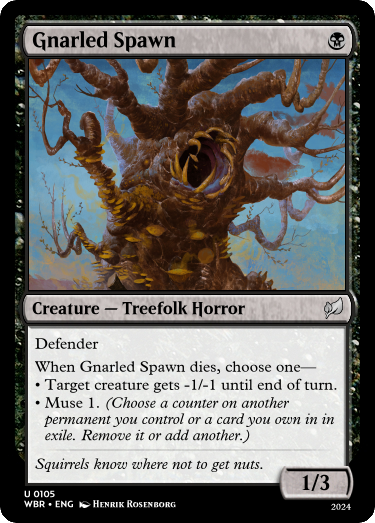 Gnarled Spawn
Creature — Treefolk Horror
Defender
When Gnarled Spawn dies, choose one—
• Target creature gets -1/-1 until end of turn.
• Muse 1. (Choose a counter on another
permanent you control or a card you own in in
exile. Remove it or add another.)
Squirrels know where not to get nuts.
1/3
U 0105
WBR • ENG Henrik Rosenborg
2024